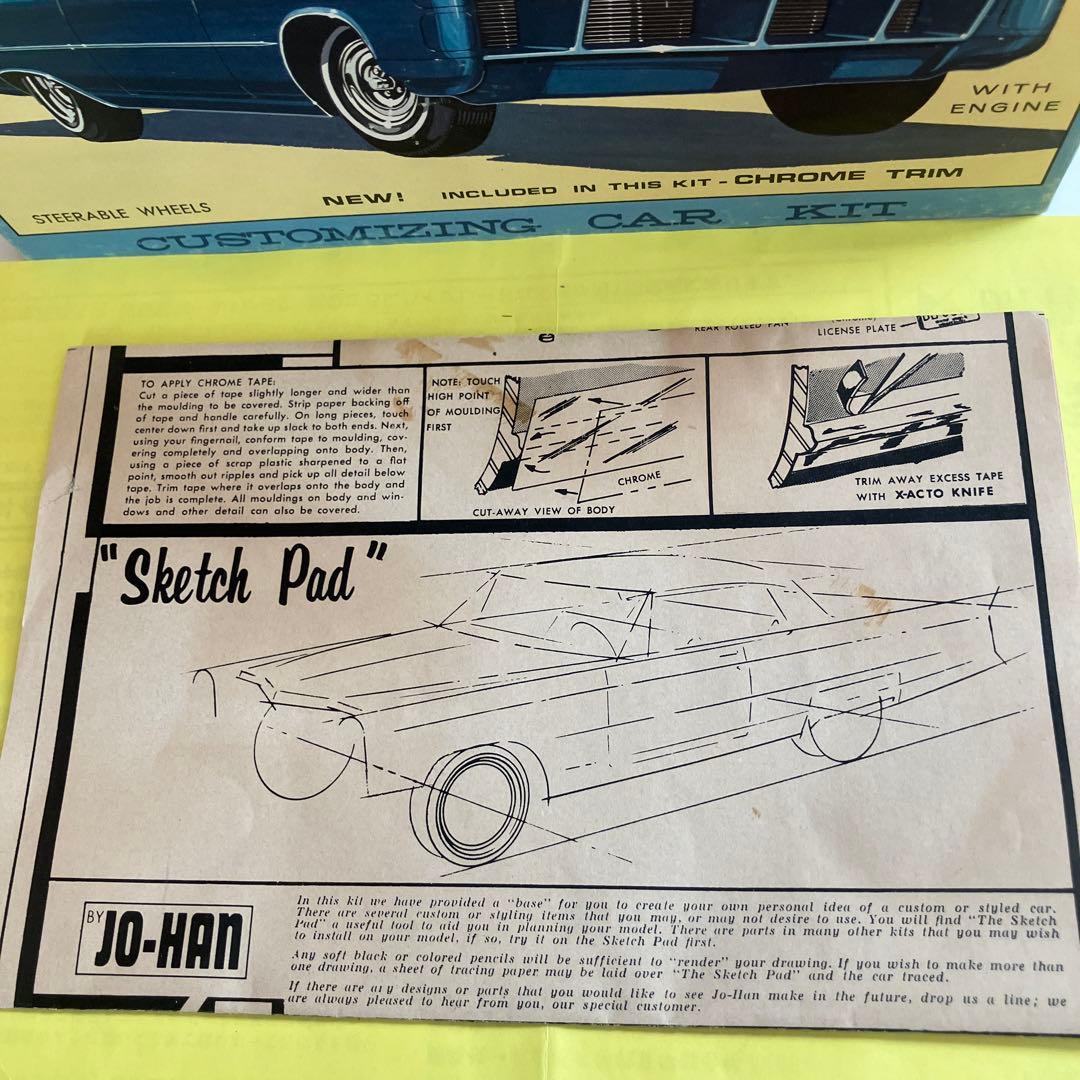 WITH
ENGINE
NEW! INCLUDED IN THIS KIT - CHROME TRIM
STEERABLE WHEELS
CUSTOMIZING CAR KIT
REAR ROLLED PAN
LICENSE PLATE
TO APPLY CHROME TAPE:
Cut a piece of tape slightly longer and wider than
the moulding to be covered. Strip paper backing off
of tape and handle carefully. On long pieces, touch
center down first and take up slack to both ends. Next,
using your fingernail, conform tape to moulding, cov-
ering completely and overlapping onto body. Then,
using a piece of scrap plastic sharpened to a flat
point, smooth out ripples and pick up all detail below
tape. Trim tape where it overlaps onto the body and
the job is complete. All mouldings on body and win-
dows and other detail can also be covered.
NOTE: TOUCH
HIGH POINT
OF MOULDING
FIRST
CHROME
CUT-AWAY VIEW OF BODY
TRIM AWAY EXCESS TAPE
WITH X-ACTO KNIFE
"Sketch Pad"
BY JO-HAN
In this kit we have provided a "base" for you to create your own personal idea of a custom or styled car.
There are several custom or styling items that you may, or may not desire to use. You will find "The Sketch
Pad" a useful tool to aid you in planning your model. There are parts in many other kits that you may wish
to install on your model, if so, try it on the Sketch Pad first.
Any soft black or colored pencils will be sufficient to "render" your drawing. If you wish to make more than
one drawing, a sheet of tracing paper may be laid over "The Sketch Pad" and the car traced.
If there are any designs or parts that you would like to see Jo-Han make in the future, drop us a line; we
are always pleased to hear from you, our special customer.